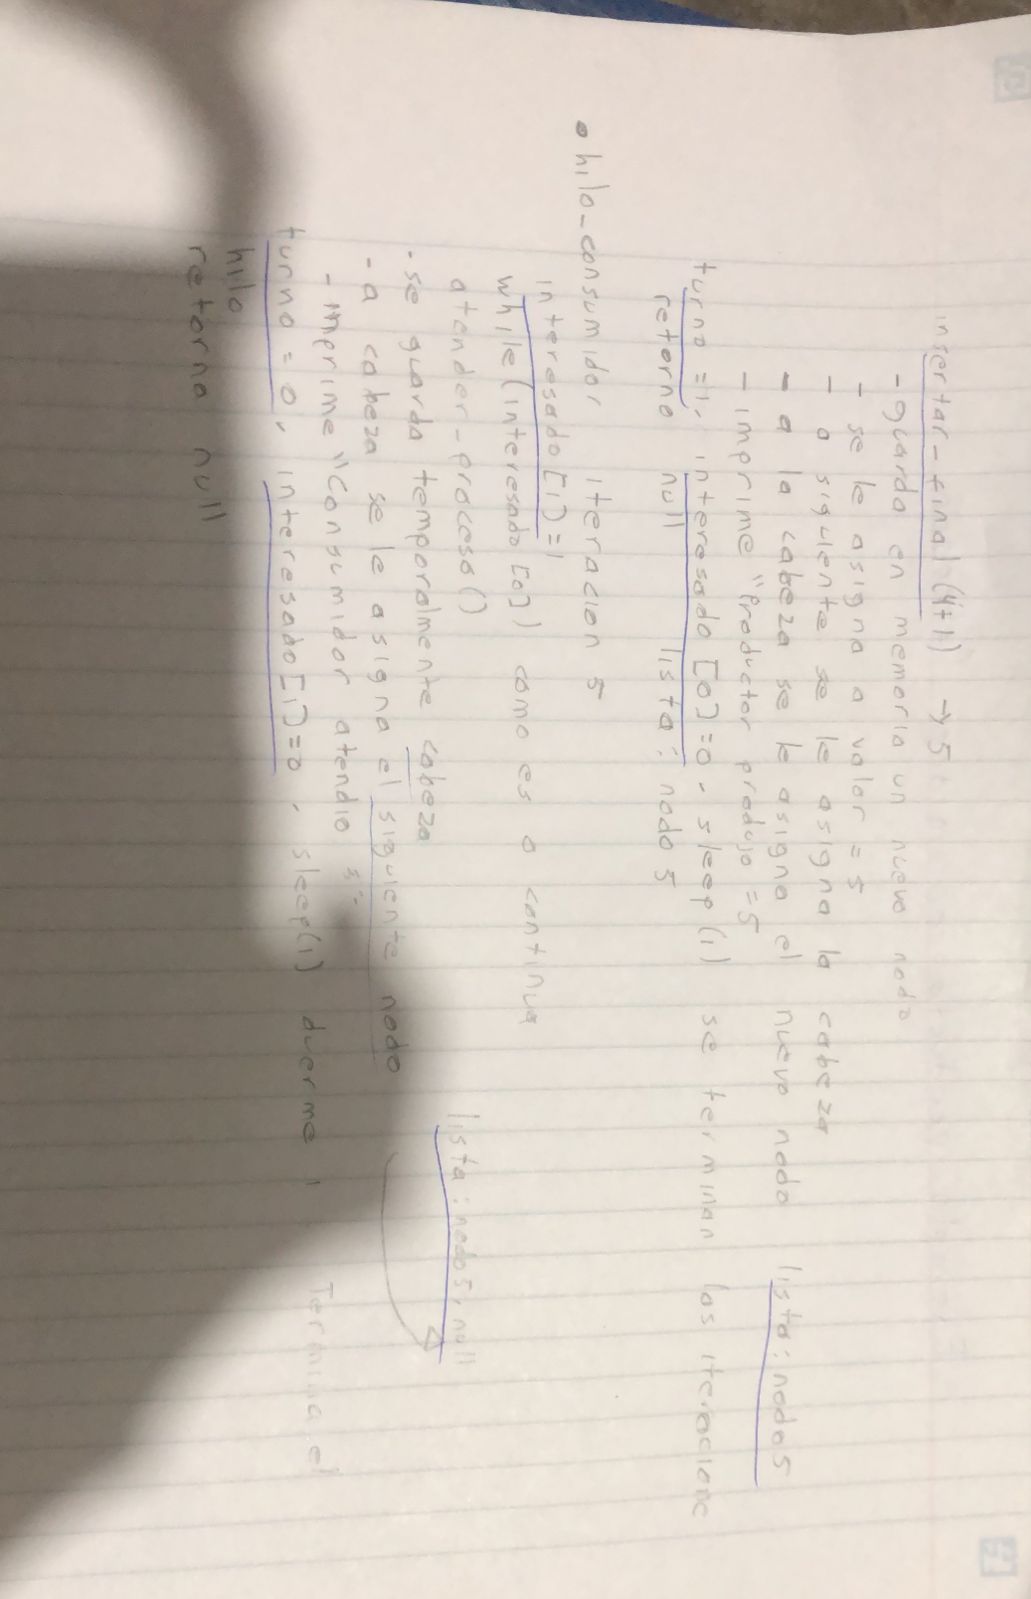 insertar-final (4+1) → 5
- guarda en memoria un nuevo nodo
- se le asigna a valor = 5
- a siguiente se le asigna la cabeza
- a la cabeza se le asigna el nuevo nodo lista: nodo5
- imprime "Productor produjo = 5
turno = 1, interesado [0]=0, sleep (1) se terminan las iteracione
retorno null lista: nodo 5
• hilo-consumidor iteracion 5
interesado [1]=1
while (interesado [0]) como es 0 continua
atender-proceso()
- se guarda temporalmente cabeza lista: nodo5, null
- a cabeza se le asigna el siguiente nodo
- imprime "Consumidor atendio 5:
turno = 0, interesado[1]=0, sleep(1) duerme 1 Termina el
hilo
retorno null